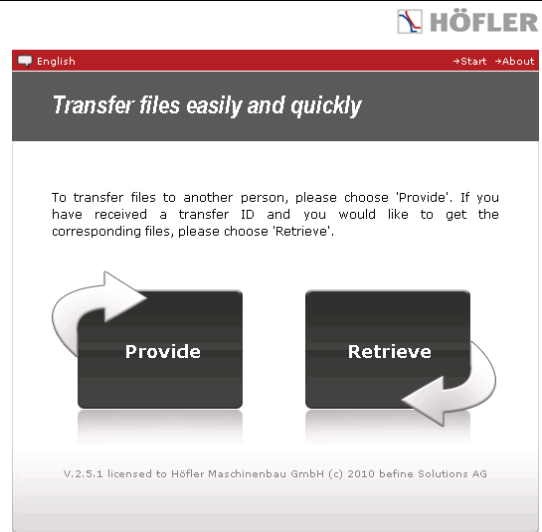 HÖFLER
English →Start →About
Transfer files easily and quickly
To transfer files to another person, please choose 'Provide'. If you
have received a transfer ID and you would like to get the
corresponding files, please choose 'Retrieve'.
Provide Retrieve
V.2.5.1 licensed to Höfler Maschinenbau GmbH (c) 2010 befine Solutions AG